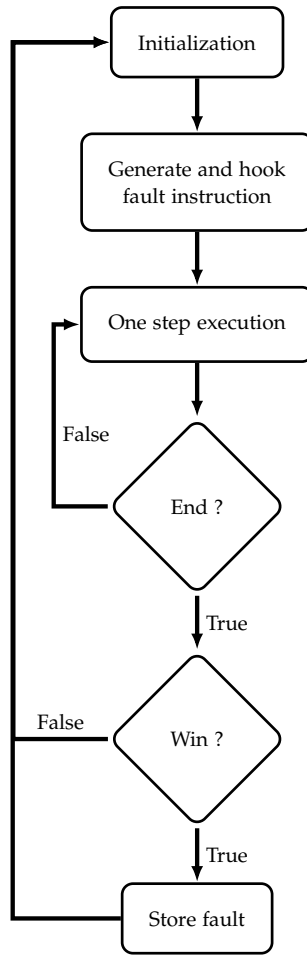 Initialization
Generate and hook
fault instruction
One step execution
False
End ?
True
False
Win ?
True
Store fault